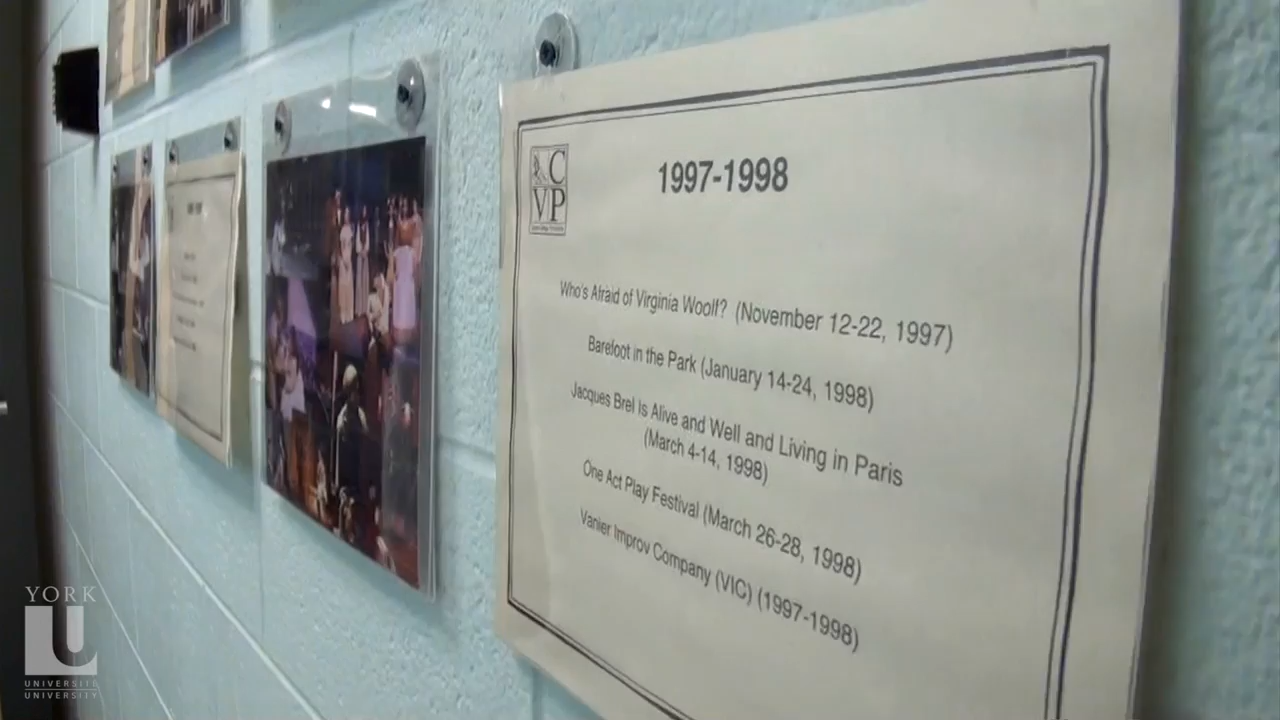 C
VP
1997-1998
Who's Afraid of Virginia Woolf? (November 12-22, 1997)
Barefoot in the Park (January 14-24, 1998)
Jacques Brel is Alive and Well and Living in Paris
(March 4-14, 1998)
One Act Play Festival (March 26-28, 1998)
Vanier Improv Company (VIC) (1997-1998)
YORK
U
UNIVERSITÉ
UNIVERSITY